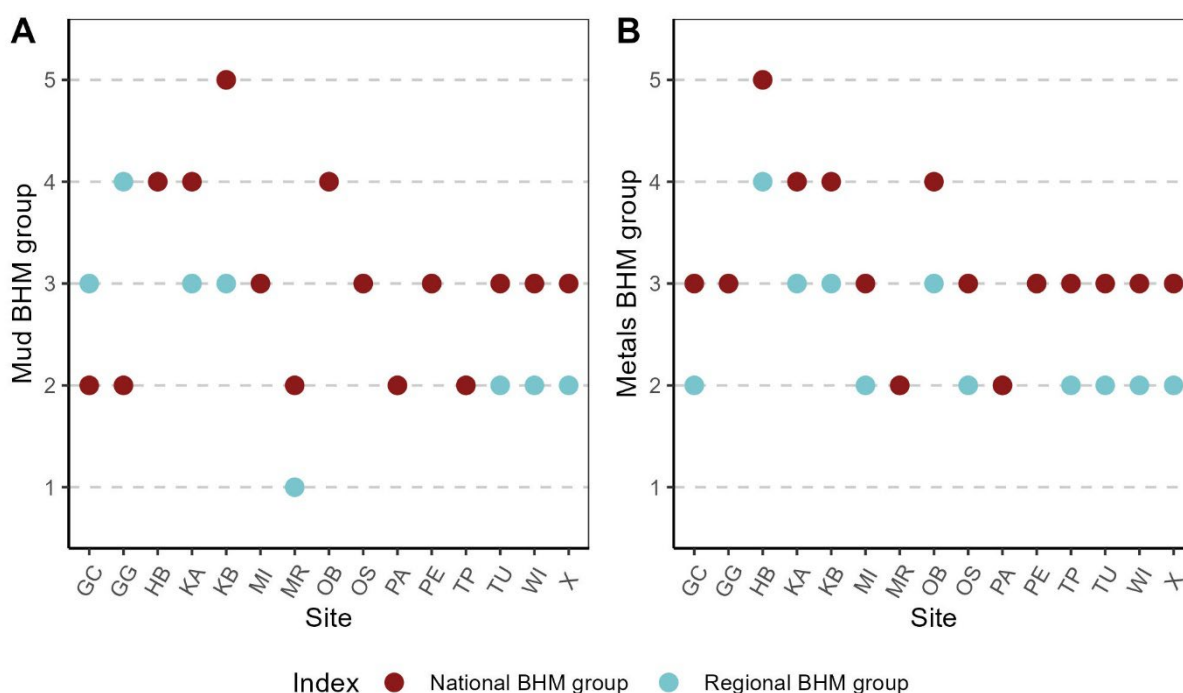 A
Mud BHM group
5
4
3
2
1
GC GG HB KA KB MI MR OB OS PA PE TP TU WI X
Site
B
Metals BHM group
5
4
3
2
1
GC GG HB KA KB MI MR OB OS PA PE TP TU WI X
Site
Index National BHM group Regional BHM group